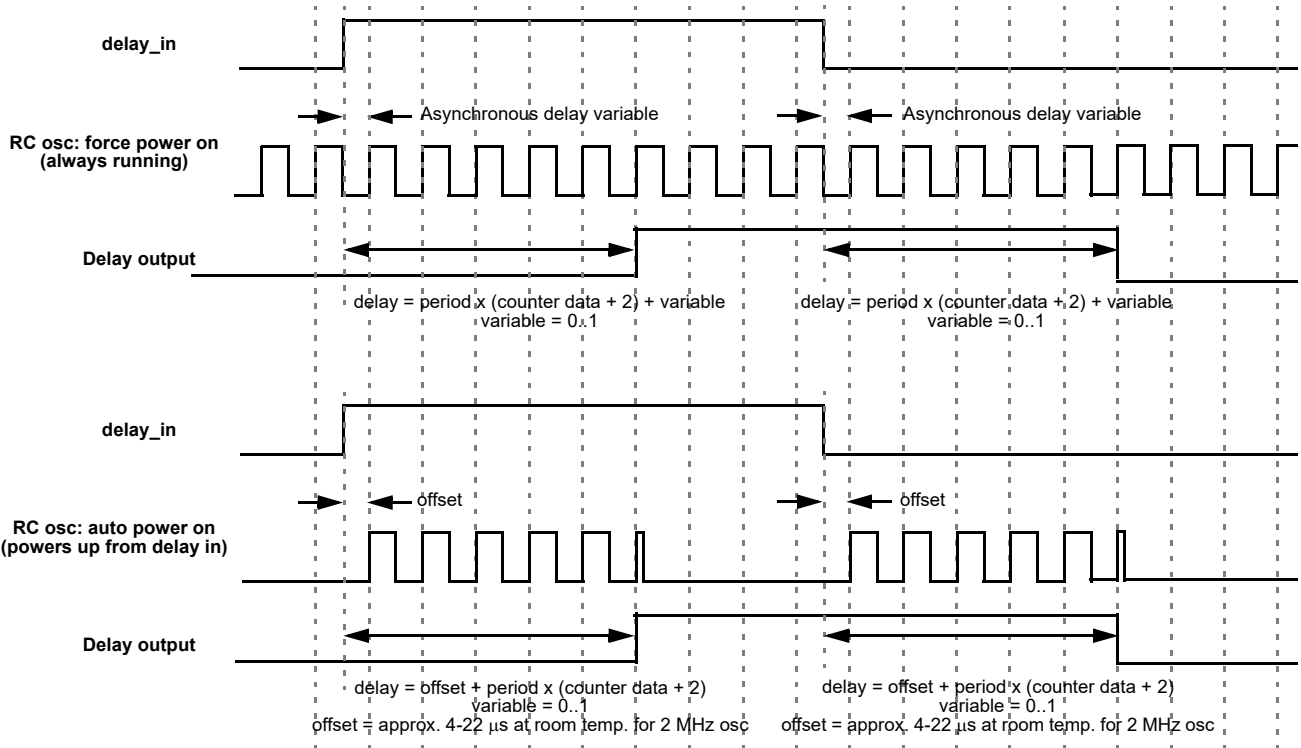 delay_in
Asynchronous delay variable
Asynchronous delay variable
RC osc: force power on
(always running)
Delay output
delay = period x (counter data + 2) + variable
variable = 0..1
delay = period x (counter data + 2) + variable
variable = 0..1
delay_in
offset
offset
RC osc: auto power on
(powers up from delay in)
Delay output
delay = offset + period x (counter data + 2)
variable = 0..1
offset = approx. 4-22 μs at room temp. for 2 MHz osc
delay = offset + period x (counter data + 2)
variable = 0..1
offset = approx. 4-22 μs at room temp. for 2 MHz osc